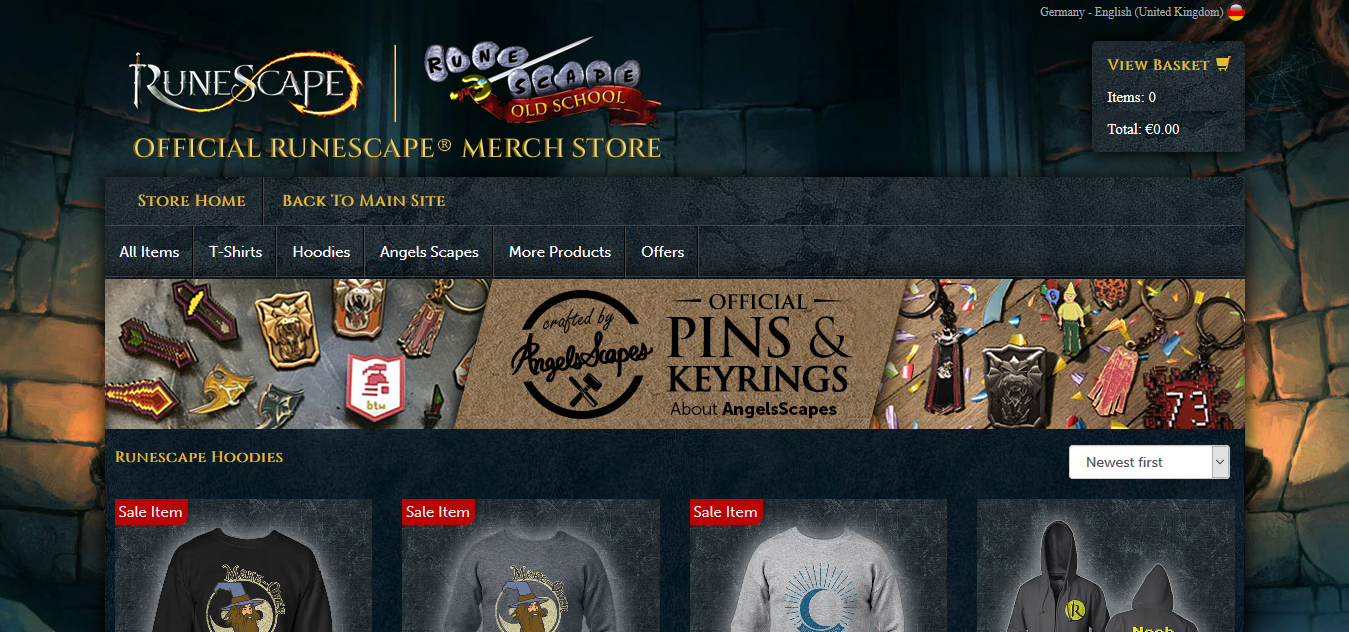 Germany - English (United Kingdom)
RUNESCAPE
RUNE
SCAPE
OLD SCHOOL
VIEW BASKET
Items: 0
Total: €0.00
OFFICIAL RUNESCAPE® MERCH STORE
STORE HOME
BACK TO MAIN SITE
All Items
T-Shirts
Hoodies
Angels Scapes
More Products
Offers
crafted by
AngelsScapes
OFFICIAL
PINS &
KEYRINGS
About AngelsScapes
btw
73
RUNESCAPE HOODIES
Newest first
Sale Item
Sale Item
Sale Item
R
Noob